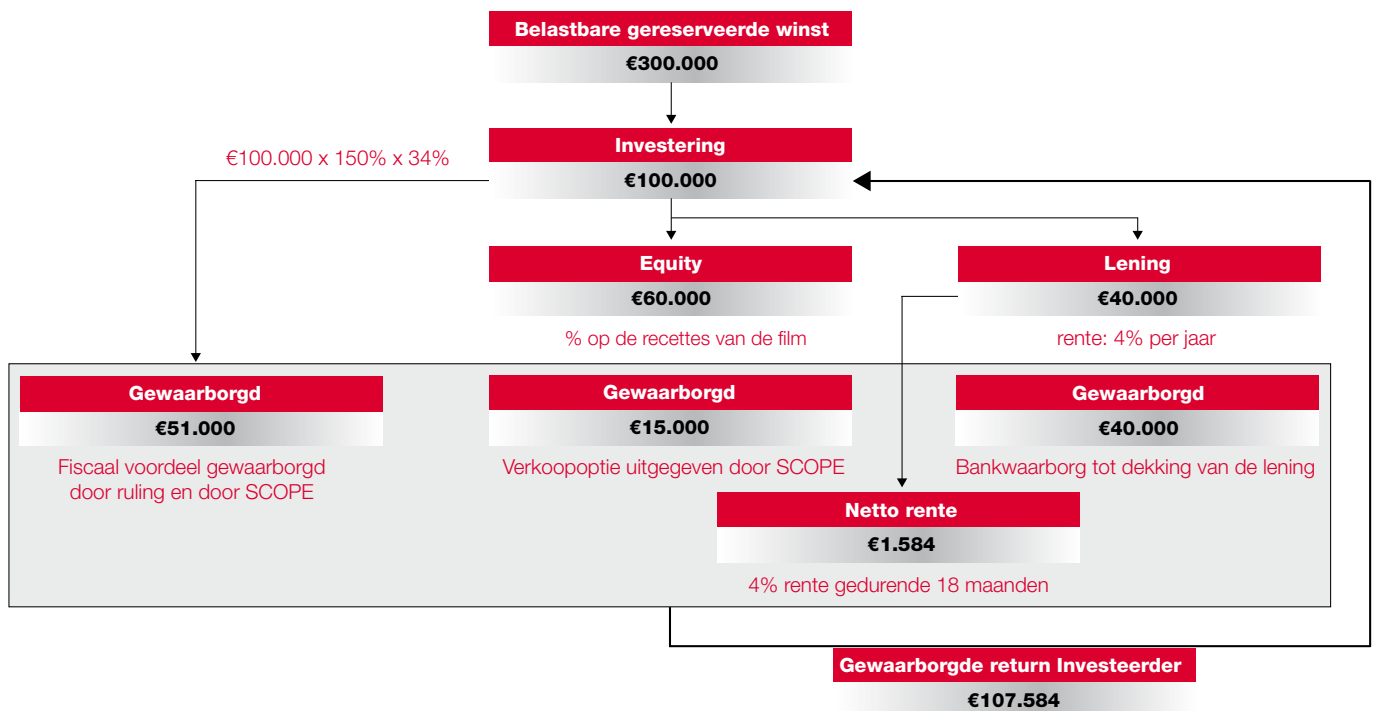 Belastbare gereserveerde winst
€300.000
€100.000 x 150% x 34%
Investering
€100.000
Equity
€60.000
% op de recettes van de film
Lening
€40.000
rente: 4% per jaar
Gewaarborgd
€51.000
Fiscaal voordeel gewaarborgd
door ruling en door SCOPE
Gewaarborgd
€15.000
Verkoopoptie uitgegeven door SCOPE
Gewaarborgd
€40.000
Bankwaarborg tot dekking van de lening
Netto rente
€1.584
4% rente gedurende 18 maanden
Gewaarborgde return Investeerder
€107.584